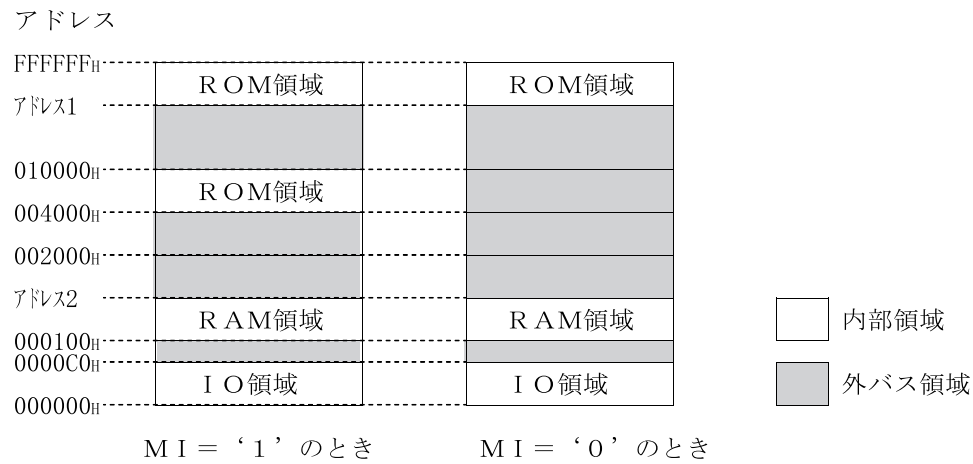 アドレス
FFFFFFH
ROM領域
ROM領域
アドレス1
010000H
ROM領域
004000H
002000H
アドレス2
RAM領域
RAM領域
内部領域
000100H
0000C0H
IO領域
IO領域
外バス領域
000000H
MI=‘1’のとき
MI=‘0’のとき